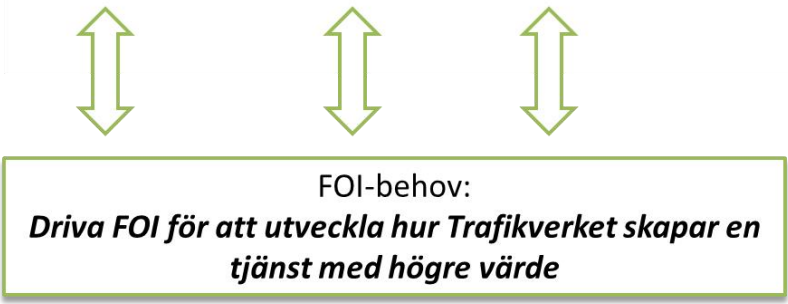 FOI-behov:
Driva FOI för att utveckla hur Trafikverket skapar en
tjänst med högre värde